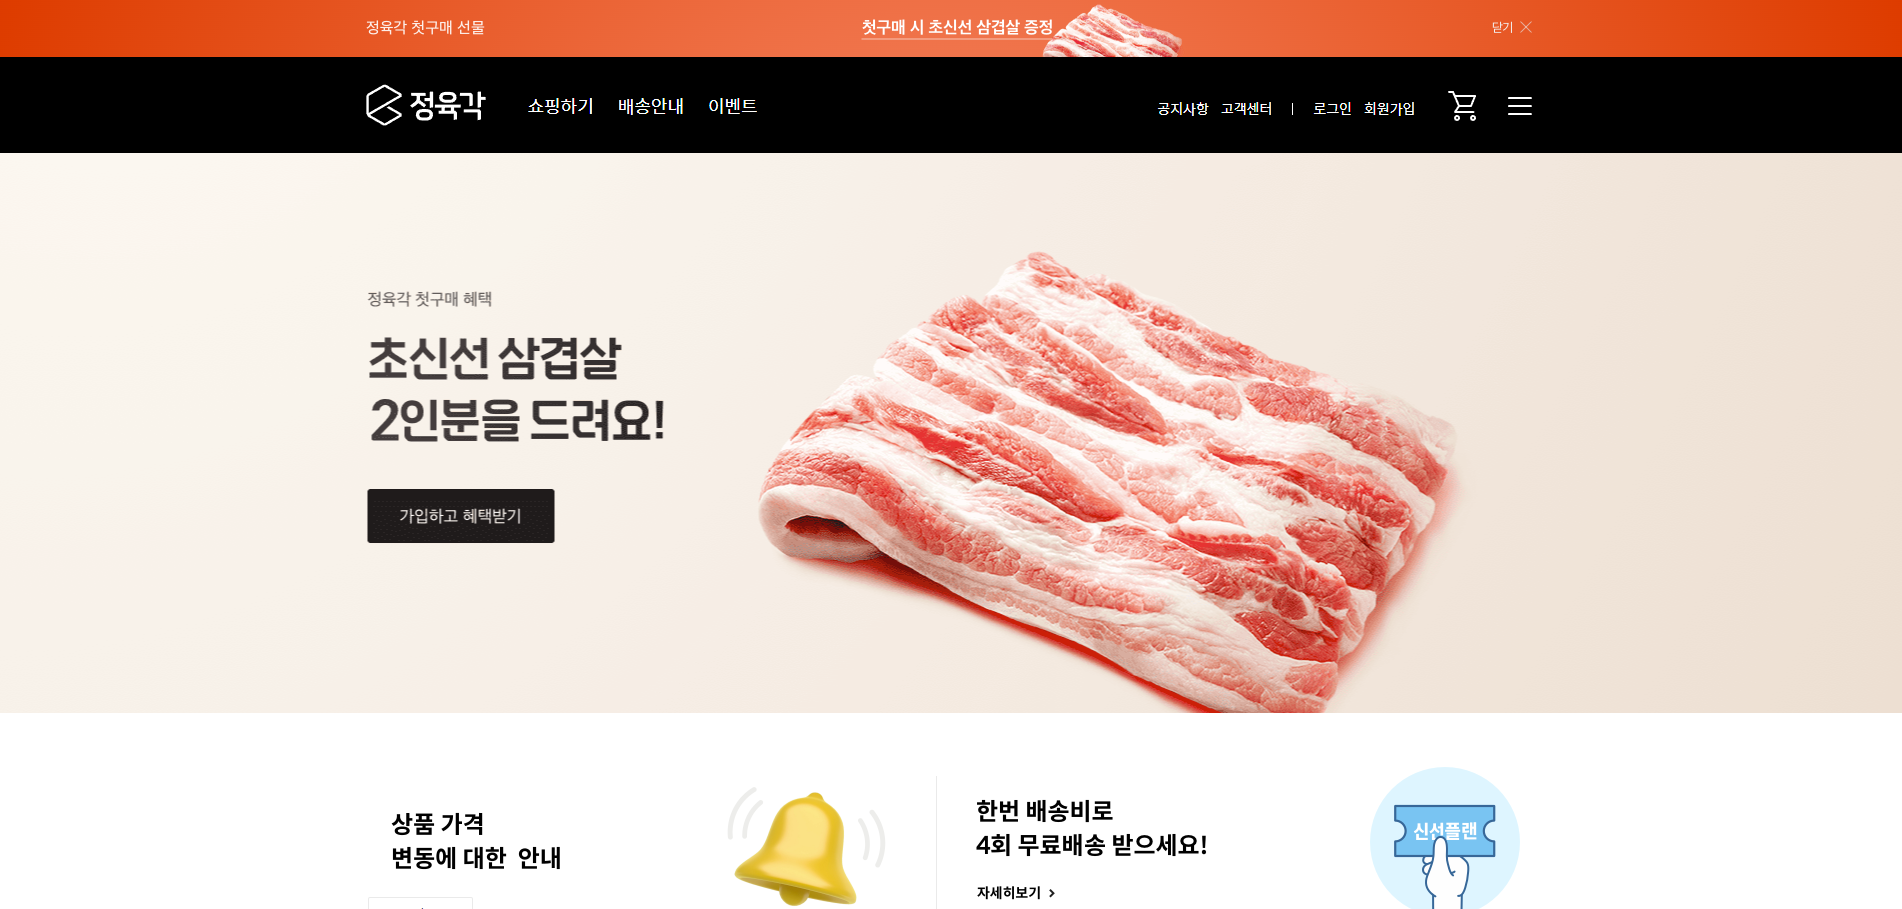 정육각 첫구매 선물
첫구매 시 초신선 삼겹살 증정
닫기
정육각
쇼핑하기 배송안내 이벤트
공지사항 고객센터 | 로그인 회원가입
정육각 첫구매 혜택
초신선 삼겹살
2인분을 드려요!
가입하고 혜택받기
상품 가격
변동에 대한 안내
한번 배송비로
4회 무료배송 받으세요!
자세히보기 >
신선플랜